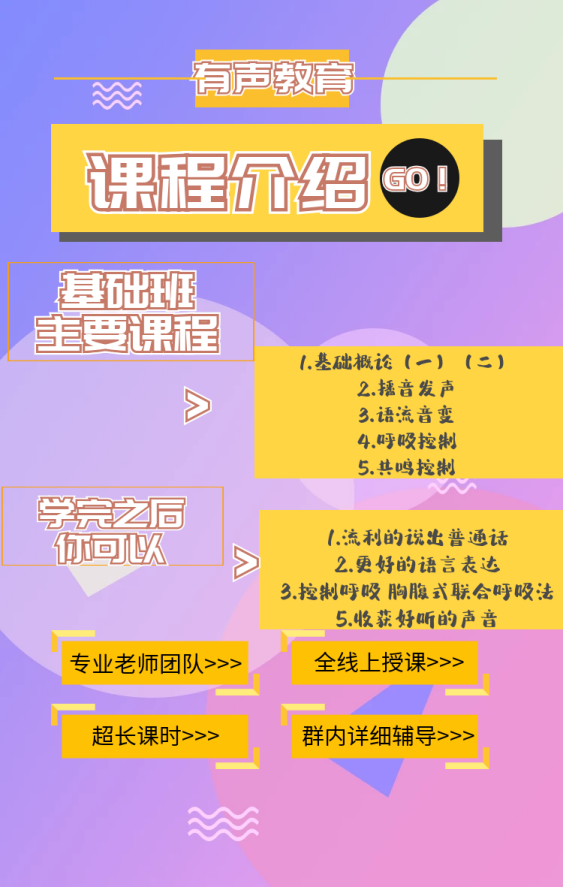 有声教育
课程介绍 GO！
基础班
主要课程
>
1.基础概论（一）（二）
2.播音发声
3.语流音变
4.呼吸控制
5.共鸣控制
学完之后
你可以
>
1.流利的说出普通话
2.更好的语言表达
3.控制呼吸 胸腹式联合呼吸法
5.收获好听的声音
专业老师团队>>>
全线上授课>>>
超长课时>>>
群内详细辅导>>>